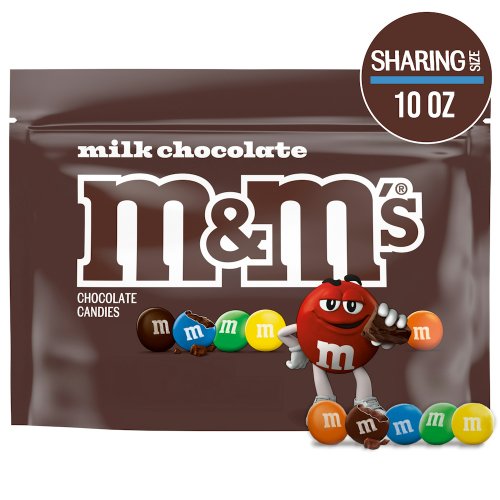 SHARING SIZE
10 OZ
milk chocolate
m&m's®
CHOCOLATE
CANDIES
m m m m m
m
m m m m m